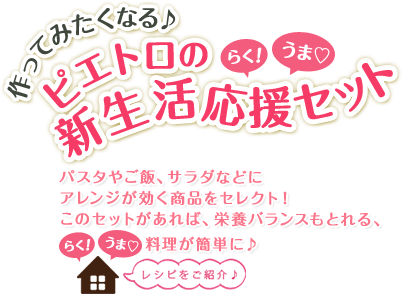 作ってみたくなる♪
ピエトロの らく! うま♡
新生活応援セット
パスタやご飯、サラダなどに
アレンジが効く商品をセレクト!
このセットがあれば、栄養バランスもとれる、
らく! うま♡ 料理が簡単に♪
レシピをご紹介♪